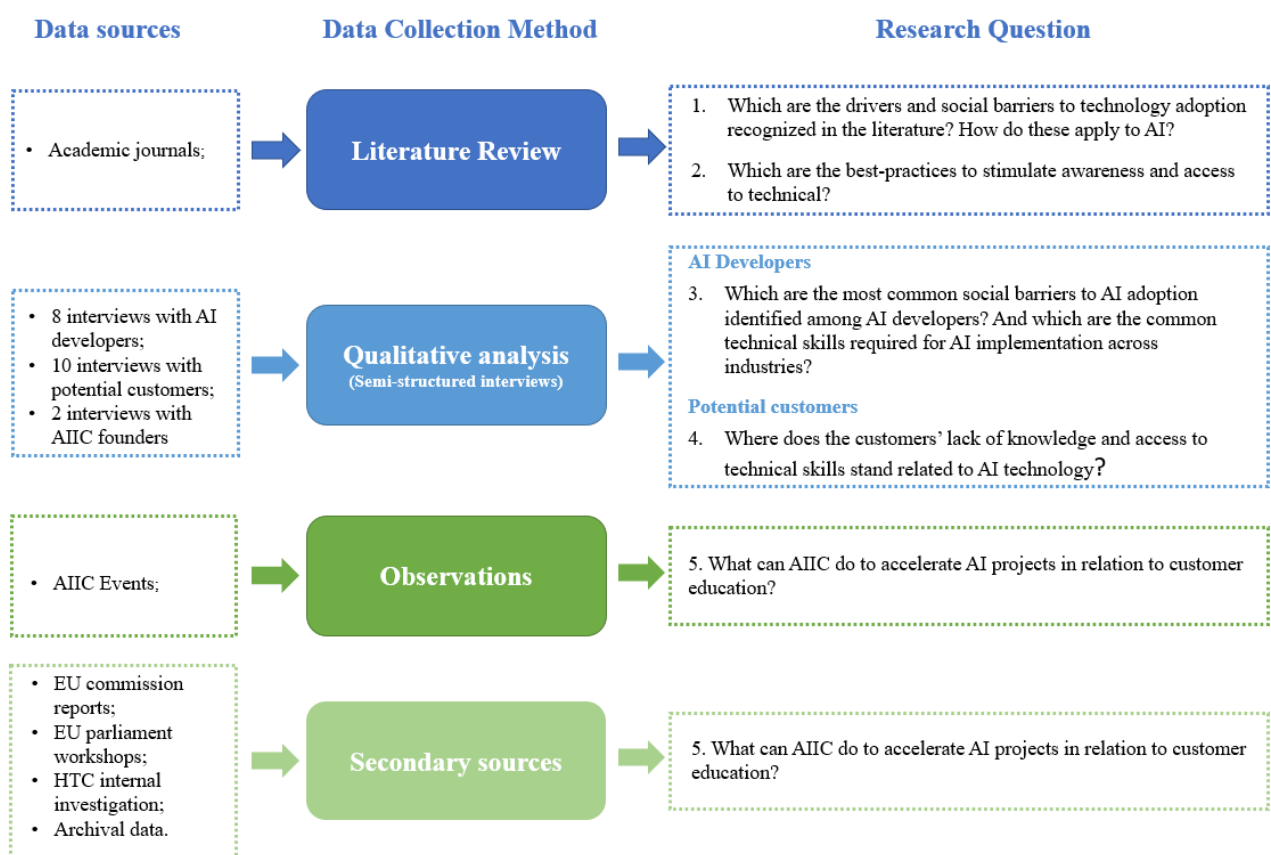 Data sources
Data Collection Method
Research Question
• Academic journals;
Literature Review
1. Which are the drivers and social barriers to technology adoption
recognized in the literature? How do these apply to AI?
2. Which are the best-practices to stimulate awareness and access
to technical?
• 8 interviews with AI
developers;
• 10 interviews with
potential customers;
• 2 interviews with
AIIC founders
Qualitative analysis
(Semi-structured interviews)
AI Developers
3. Which are the most common social barriers to AI adoption
identified among AI developers? And which are the common
technical skills required for AI implementation across
industries?
Potential customers
4. Where does the customers’ lack of knowledge and access to
technical skills stand related to AI technology?
• AIIC Events;
Observations
5. What can AIIC do to accelerate AI projects in relation to customer
education?
• EU commission
reports;
• EU parliament
workshops;
• HTC internal
investigation;
• Archival data.
Secondary sources
5. What can AIIC do to accelerate AI projects in relation to customer
education?